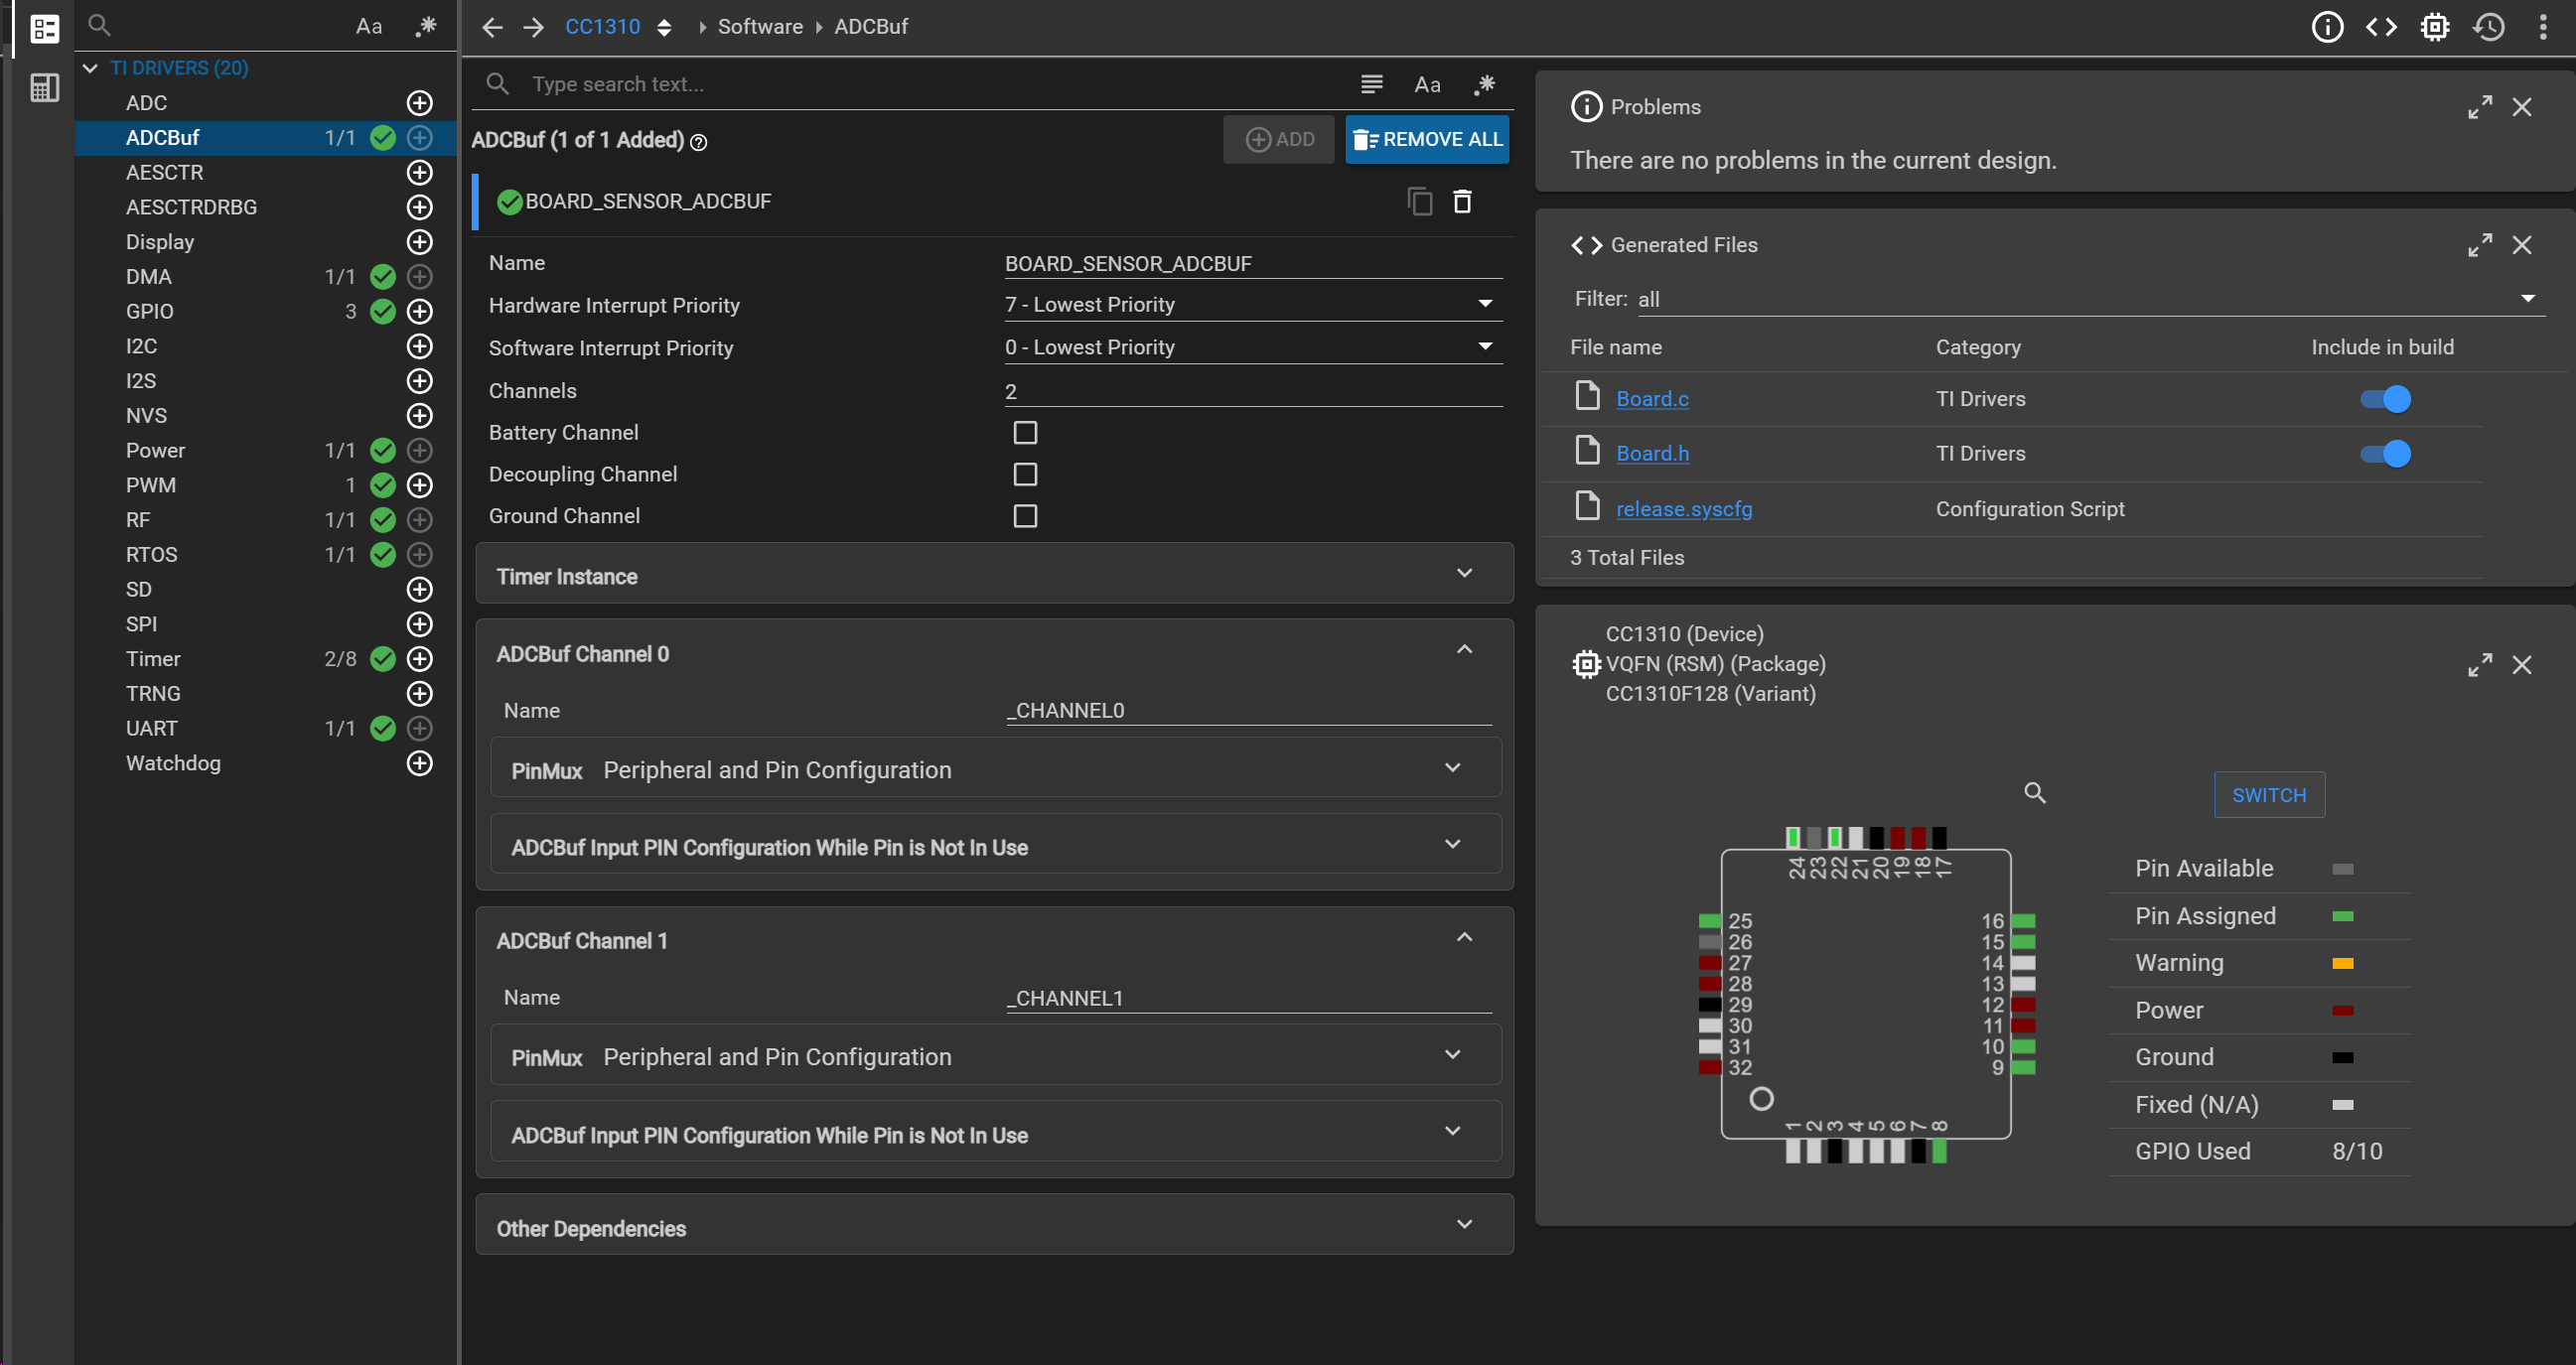 Aa .*
TI DRIVERS (20)
ADC
ADCBuf 1/1
AESCTR
AESCTRDRBG
Display
DMA 1/1
GPIO 3
I2C
I2S
NVS
Power 1/1
PWM 1
RF 1/1
RTOS 1/1
SD
SPI
Timer 2/8
TRNG
UART 1/1
Watchdog
CC1310 Software ADCBuf
Type search text... Aa .*
ADCBuf (1 of 1 Added) ADD REMOVE ALL
BOARD_SENSOR_ADCBUF
Name BOARD_SENSOR_ADCBUF
Hardware Interrupt Priority 7 - Lowest Priority
Software Interrupt Priority 0 - Lowest Priority
Channels 2
Battery Channel
Decoupling Channel
Ground Channel
Timer Instance
ADCBuf Channel 0
Name _CHANNEL0
PinMux Peripheral and Pin Configuration
ADCBuf Input PIN Configuration While Pin is Not In Use
ADCBuf Channel 1
Name _CHANNEL1
PinMux Peripheral and Pin Configuration
ADCBuf Input PIN Configuration While Pin is Not In Use
Other Dependencies
Problems
There are no problems in the current design.
Generated Files
Filter: all
File name Category Include in build
Board.c TI Drivers
Board.h TI Drivers
release.syscfg Configuration Script
3 Total Files
CC1310 (Device)
VQFN (RSM) (Package)
CC1310F128 (Variant)
SWITCH
24 23 22 21 20 19 18 17
25 16
26 15
27 14
28 13
29 12
30 11
31 10
32 9
1 2 3 4 5 6 7 8
Pin Available
Pin Assigned
Warning
Power
Ground
Fixed (N/A)
GPIO Used 8/10